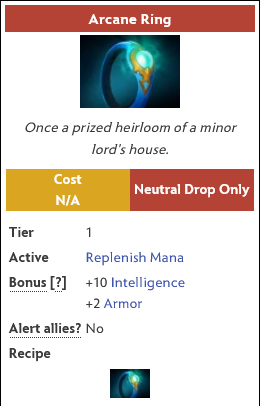 Arcane Ring
Once a prized heirloom of a minor
lord's house.
Cost
N/A
Neutral Drop Only
Tier 1
Active Replenish Mana
Bonus [?] +10 Intelligence
+2 Armor
Alert allies? No
Recipe